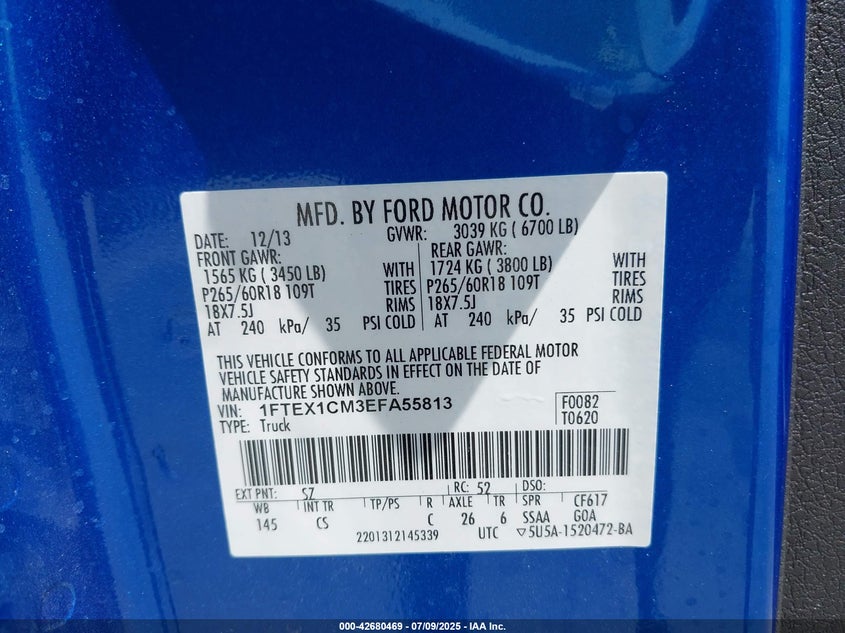 MFD. BY FORD MOTOR CO.
DATE: 12/13 GVWR: 3039 KG ( 6700 LB)
FRONT GAWR: REAR GAWR:
1565 KG ( 3450 LB) WITH 1724 KG ( 3800 LB) WITH
P265/60R18 109T TIRES P265/60R18 109T TIRES
18X7.5J RIMS 18X7.5J RIMS
AT 240 kPa/ 35 PSI COLD AT 240 kPa/ 35 PSI COLD
THIS VEHICLE CONFORMS TO ALL APPLICABLE FEDERAL MOTOR
VEHICLE SAFETY STANDARDS IN EFFECT ON THE DATE OF
MANUFACTURE SHOWN ABOVE.
VIN: 1FTEX1CM3EFA55813 F0082
TYPE: Truck T0620
EXT PNT: SZ RC: 52 DSO:
WB INT TR TP/PS R AXLE TR SPR CF617
145 CS C 26 6 SSAA GOA
2201312145339 UTC ▽5U5A-1520472-BA
000-42680469 - 07/09/2025 - IAA Inc.